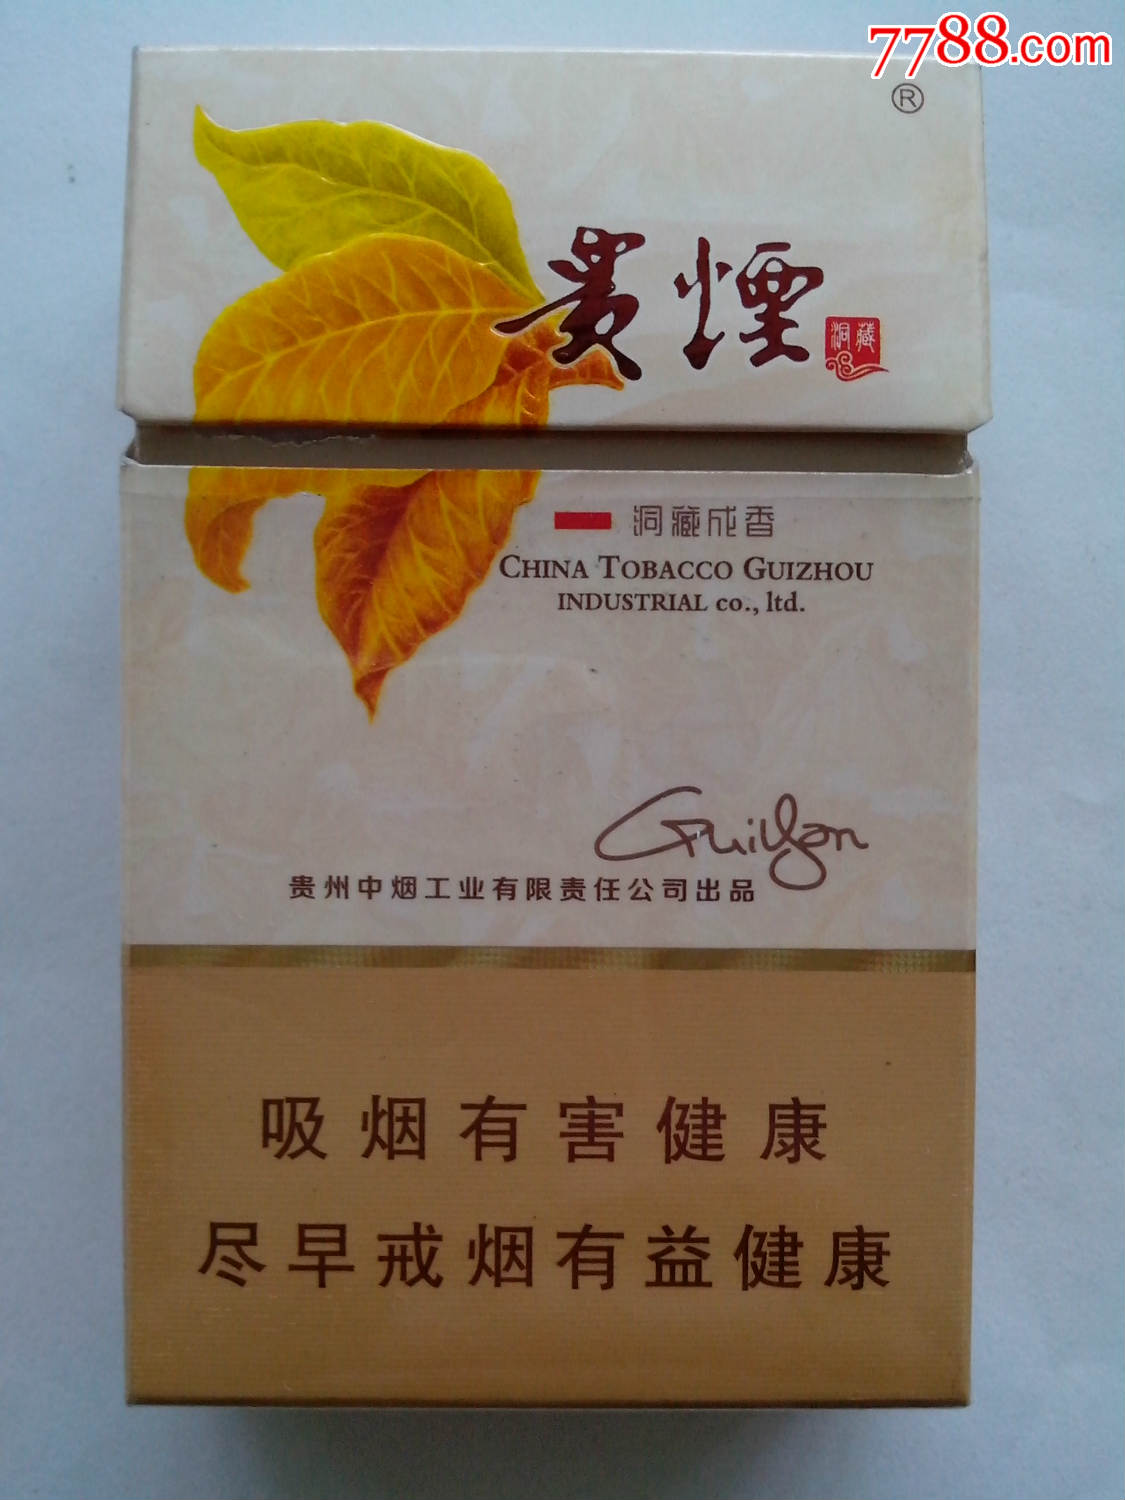 7788.com
®
贵煙
洞藏
洞藏成香
CHINA TOBACCO GUIZHOU
INDUSTRIAL co., ltd.
GuiYan
贵州中烟工业有限责任公司出品
吸烟有害健康
尽早戒烟有益健康